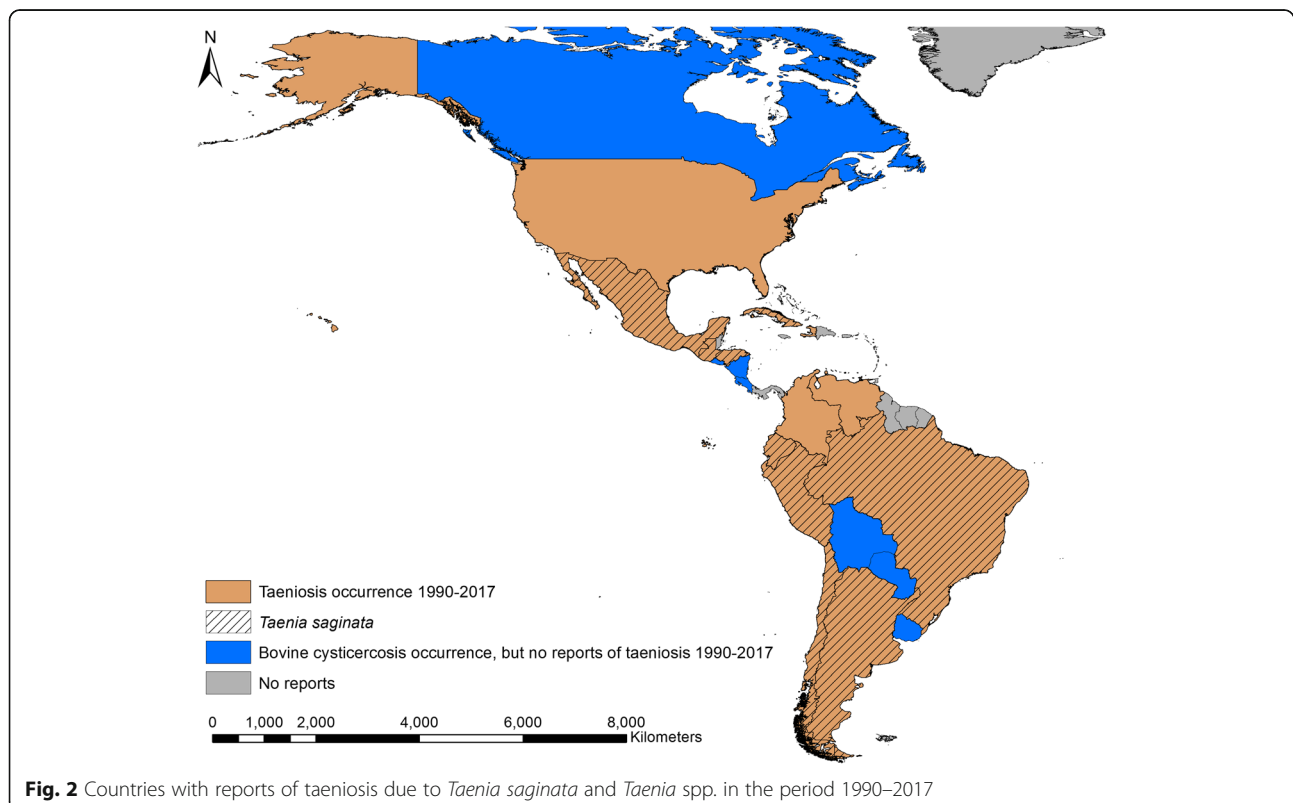 N
Taeniosis occurrence 1990-2017
Taenia saginata
Bovine cysticercosis occurrence, but no reports of taeniosis 1990-2017
No reports
0 1,000 2,000 4,000 6,000 8,000
Kilometers
Fig. 2 Countries with reports of taeniosis due to Taenia saginata and Taenia spp. in the period 1990–2017